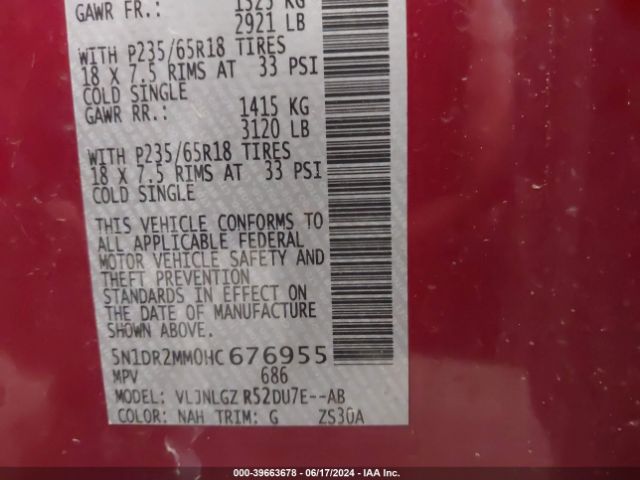 GAWR FR.: 1325 KG
2921 LB
WITH P235/65R18 TIRES
18 X 7.5 RIMS AT 33 PSI
COLD SINGLE
GAWR RR.: 1415 KG
3120 LB
WITH P235/65R18 TIRES
18 X 7.5 RIMS AT 33 PSI
COLD SINGLE
THIS VEHICLE CONFORMS TO
ALL APPLICABLE FEDERAL
MOTOR VEHICLE SAFETY AND
THEFT PREVENTION
STANDARDS IN EFFECT ON
THE DATE OF MANUFACTURE
SHOWN ABOVE.
5N1DR2MM0HC676955
MPV 686
MODEL: VLJNLGZ R52DU7E--AB
COLOR: NAH TRIM: G ZS30A
000-39663678 - 06/17/2024 - IAA Inc.